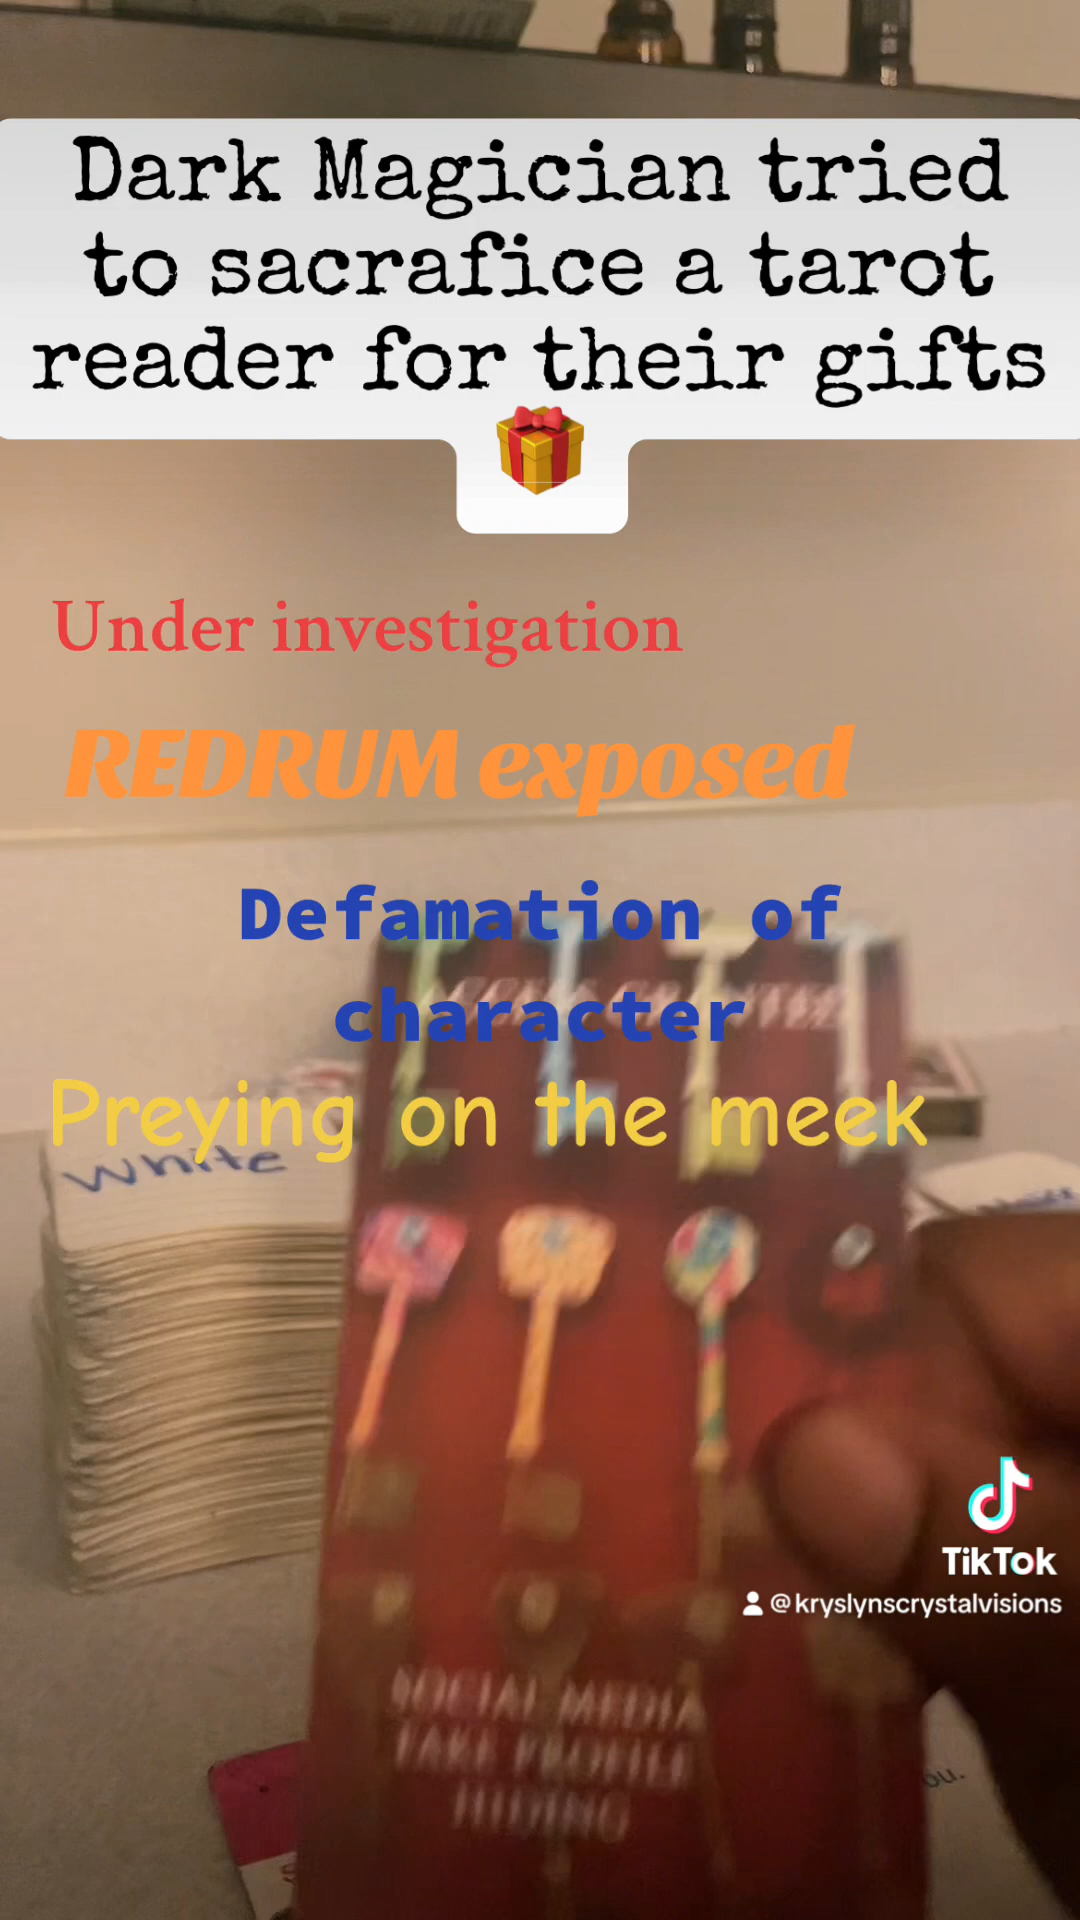 Dark Magician tried
to sacrafice a tarot
reader for their gifts
🎁
Under investigation
REDRUM exposed
Defamation of
character
Preying on the meek
White
TikTok
@kryslynscrystalvisions
SOCIAL MEDIA
FAKE PROFILE
HIDING
ou.